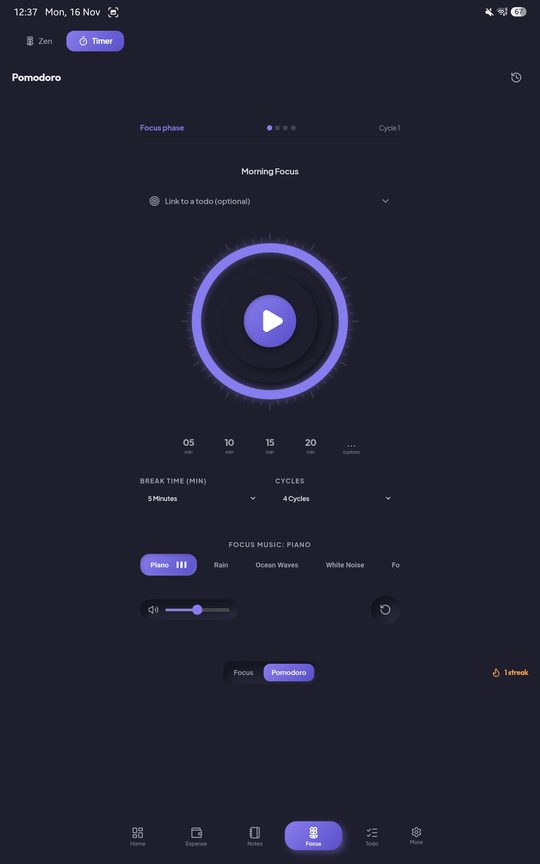 12:37 Mon, 16 Nov 67
Zen Timer
Pomodoro
Focus phase Cycle 1
Morning Focus
Link to a todo (optional)
05 10 15 20 ...
min min min min custom
BREAK TIME (MIN) CYCLES
5 Minutes 4 Cycles
FOCUS MUSIC: PIANO
Piano Rain Ocean Waves White Noise Fo
Focus Pomodoro 1 streak
Home Expense Notes Focus Todo More